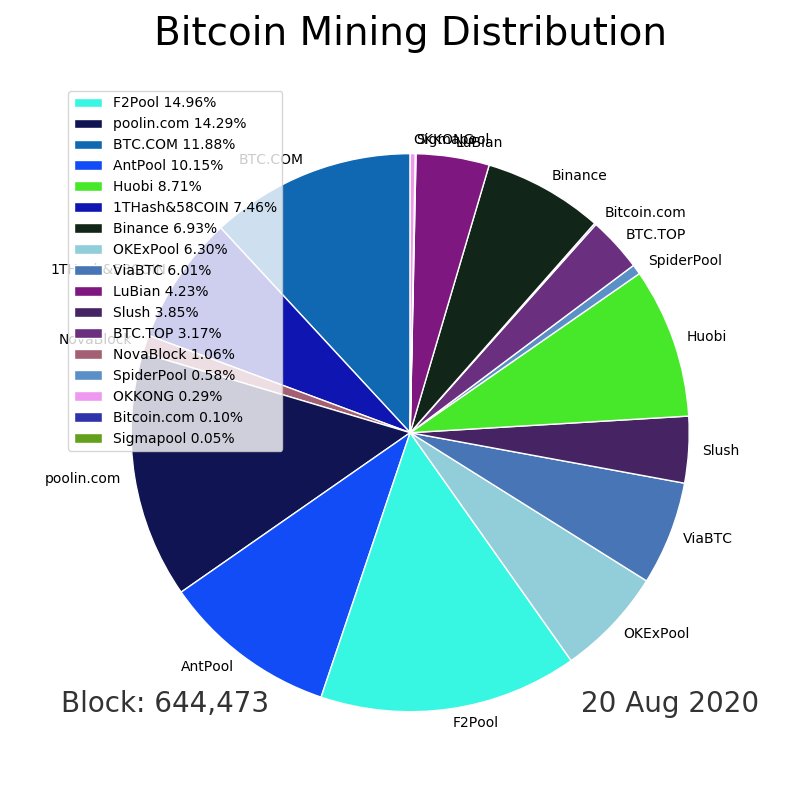 Bitcoin Mining Distribution
F2Pool 14.96%
poolin.com 14.29%
BTC.COM 11.88%
AntPool 10.15%
Huobi 8.71%
1THash&58COIN 7.46%
Binance 6.93%
OKExPool 6.30%
ViaBTC 6.01%
LuBian 4.23%
Slush 3.85%
BTC.TOP 3.17%
NovaBlock 1.06%
SpiderPool 0.58%
OKKONG 0.29%
Bitcoin.com 0.10%
Sigmapool 0.05%
OKKONG
Sigmapool
LuBian
BTC.COM
Binance
Bitcoin.com
BTC.TOP
SpiderPool
1THash&58COIN
Huobi
NovaBlock
Slush
poolin.com
ViaBTC
OKExPool
AntPool
F2Pool
Block: 644,473
20 Aug 2020